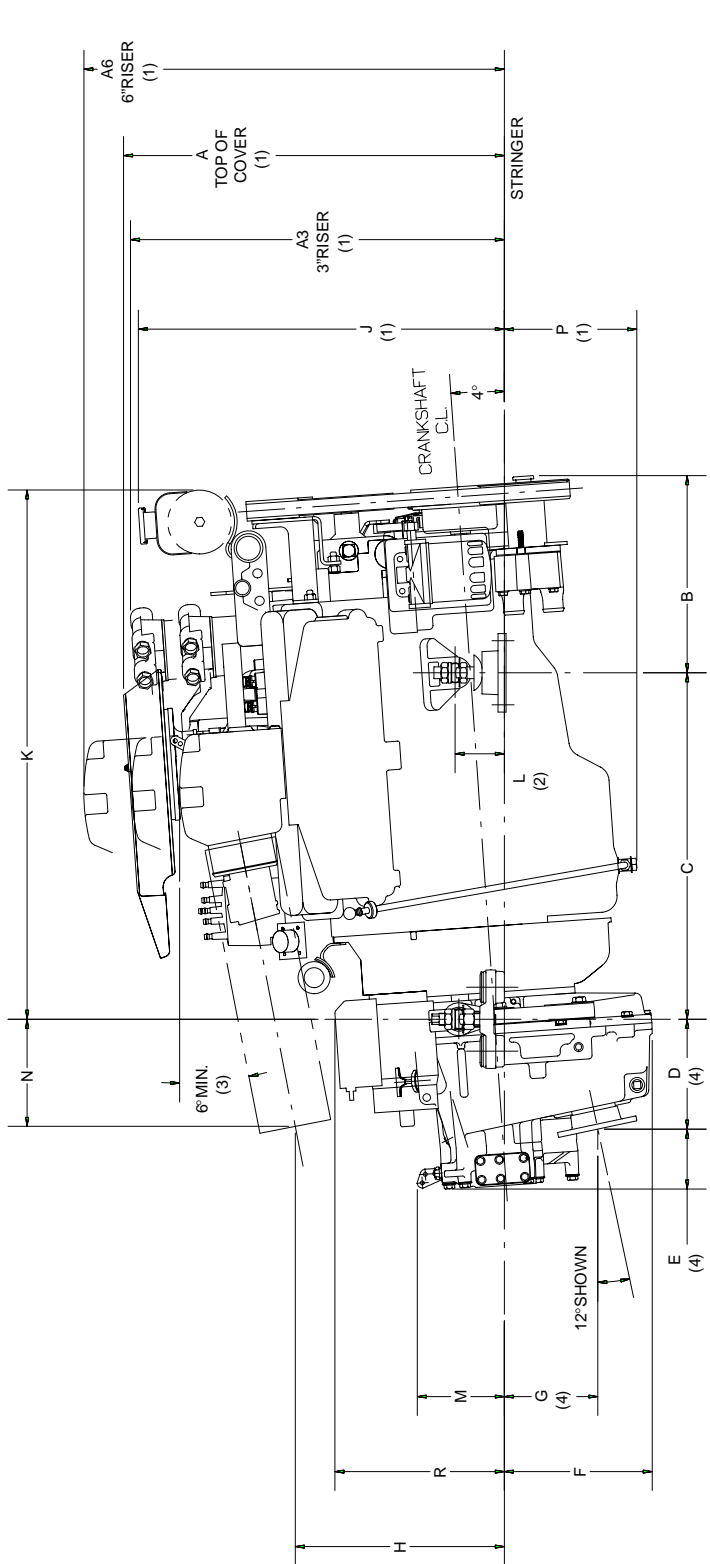 A6
6"RISER
(1)
A
TOP OF
COVER
(1)
A3
3"RISER
(1)
STRINGER
J
(1)
P
(1)
CRANKSHAFT
C.L.
4°
K
B
L
(2)
C
N
6° MIN.
(3)
D
(4)
E
(4)
12° SHOWN
M
G
(4)
R
F
H